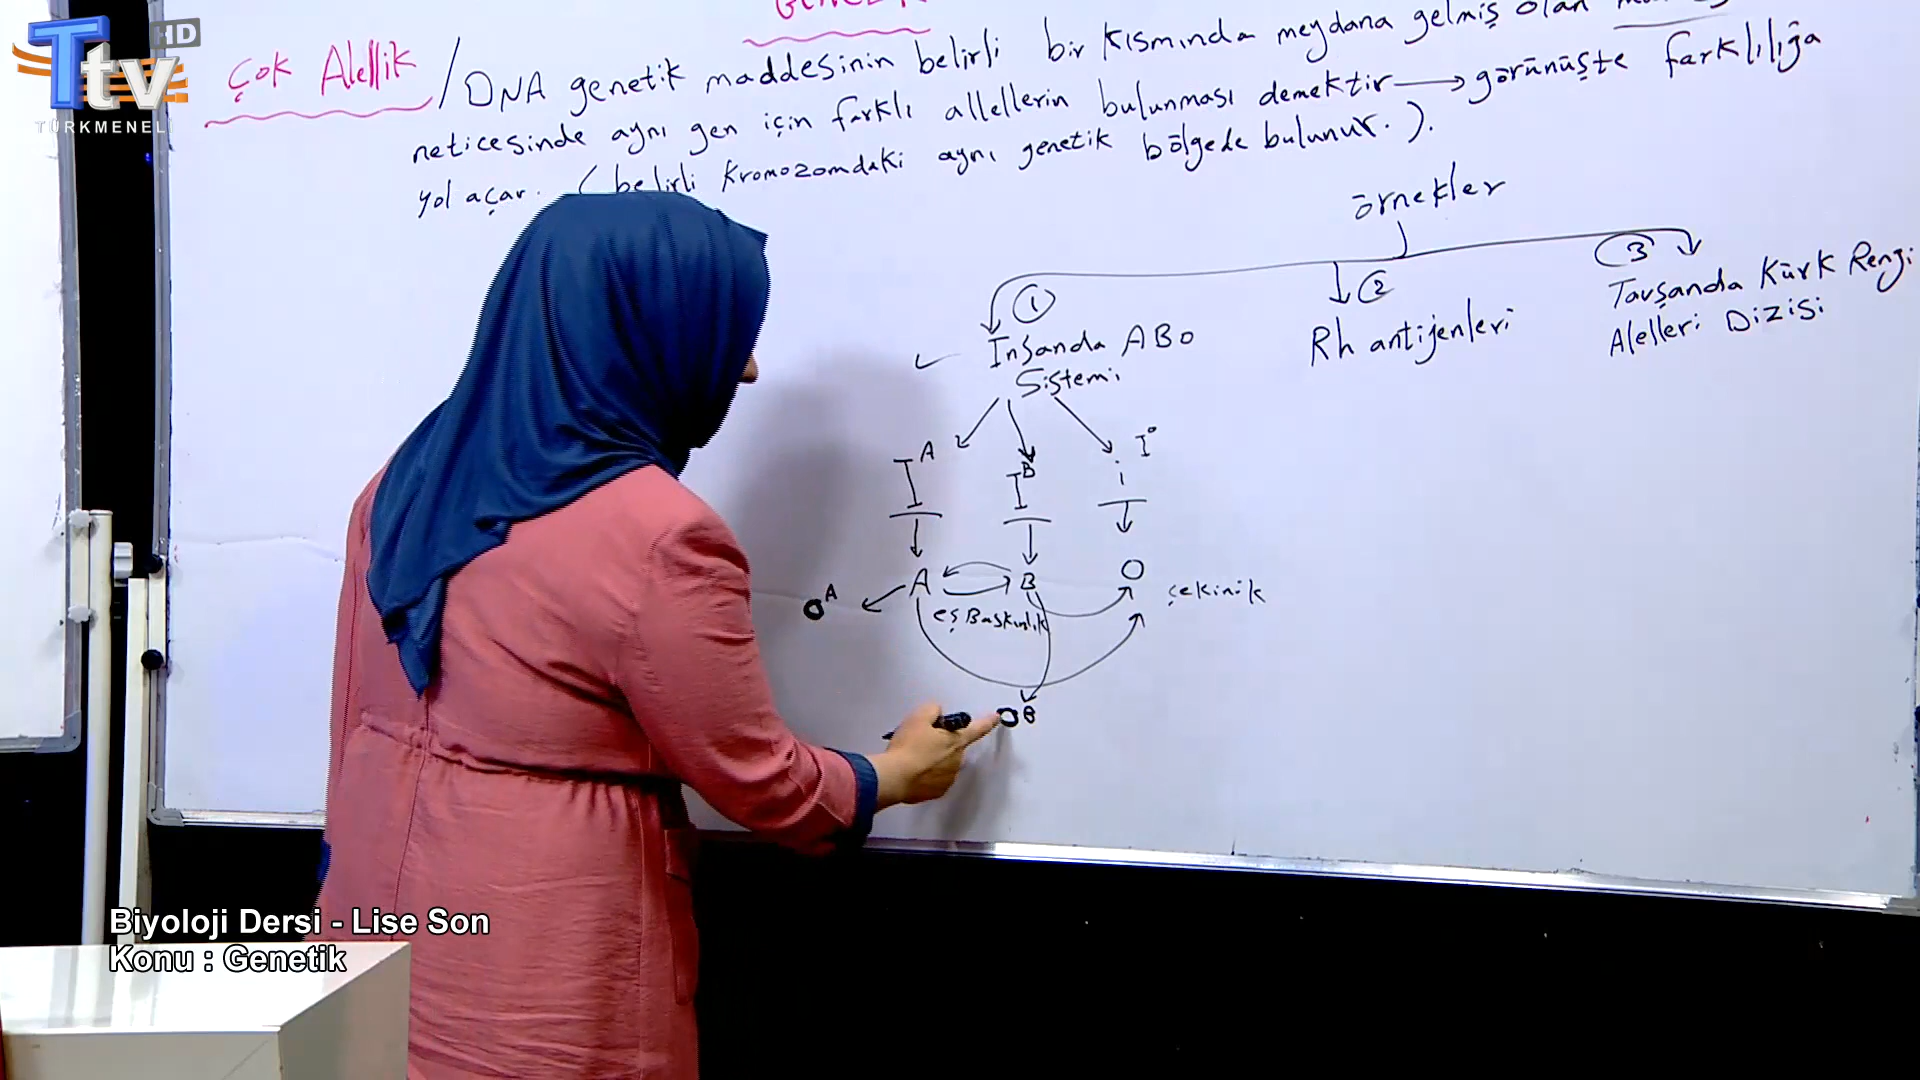 Ttv HD
TÜRKMENELİ
Çok Alellik / DNA genetik maddesinin belirli bir kısmında meydana gelmiş olan
neticesinde aynı gen için farklı allellerin bulunması demektir → görünüşte farklılığa
yol açar. ( belirli kromozomdaki aynı genetik bölgede bulunur. ).
örnekler
1 2 3
İnsanda ABO
Sistemi
Rh antijenleri
Tavşanda Kürk Rengi
Alelleri Dizisi
I^A I^B i I^o
A B O
O^A
eş Baskınlık
çekinik
O^B
Biyoloji Dersi - Lise Son
Konu : Genetik